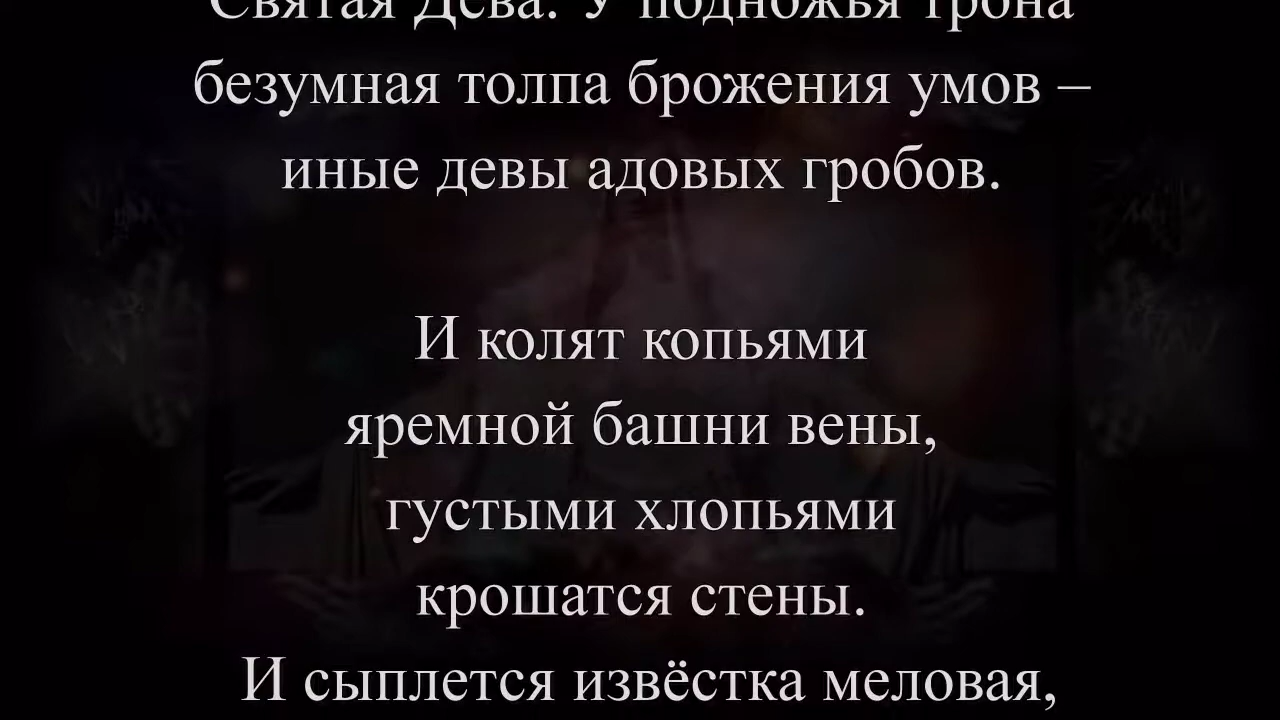 Святая Дева. У подножья трона
безумная толпа брожения умов –
иные девы адовых гробов.
И колят копьями
яремной башни вены,
густыми хлопьями
крошатся стены.
И сыплется извёстка меловая,